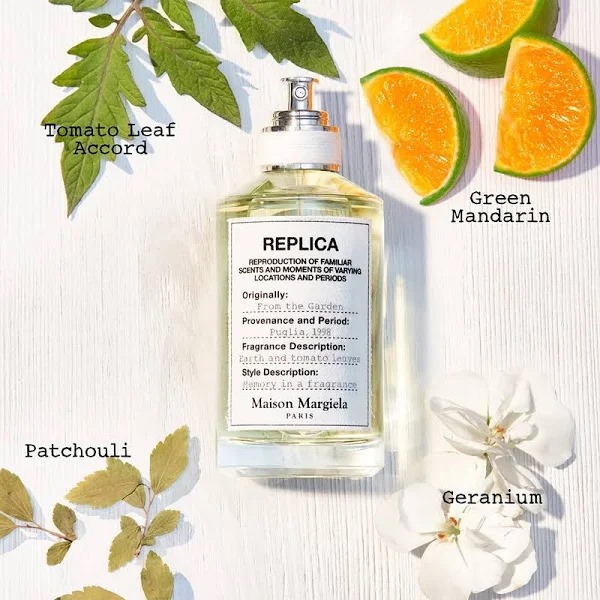 Tomato Leaf
Accord
Green
Mandarin
REPLICA
REPRODUCTION OF FAMILIAR
SCENTS AND MOMENTS OF VARYING
LOCATIONS AND PERIODS
Originally:
From the Garden
Provenance and Period:
Puglia, 1998
Fragrance Description:
Earth and tomato leaves
Style Description:
Memory in a fragrance
Maison Margiela
PARIS
Patchouli
Geranium